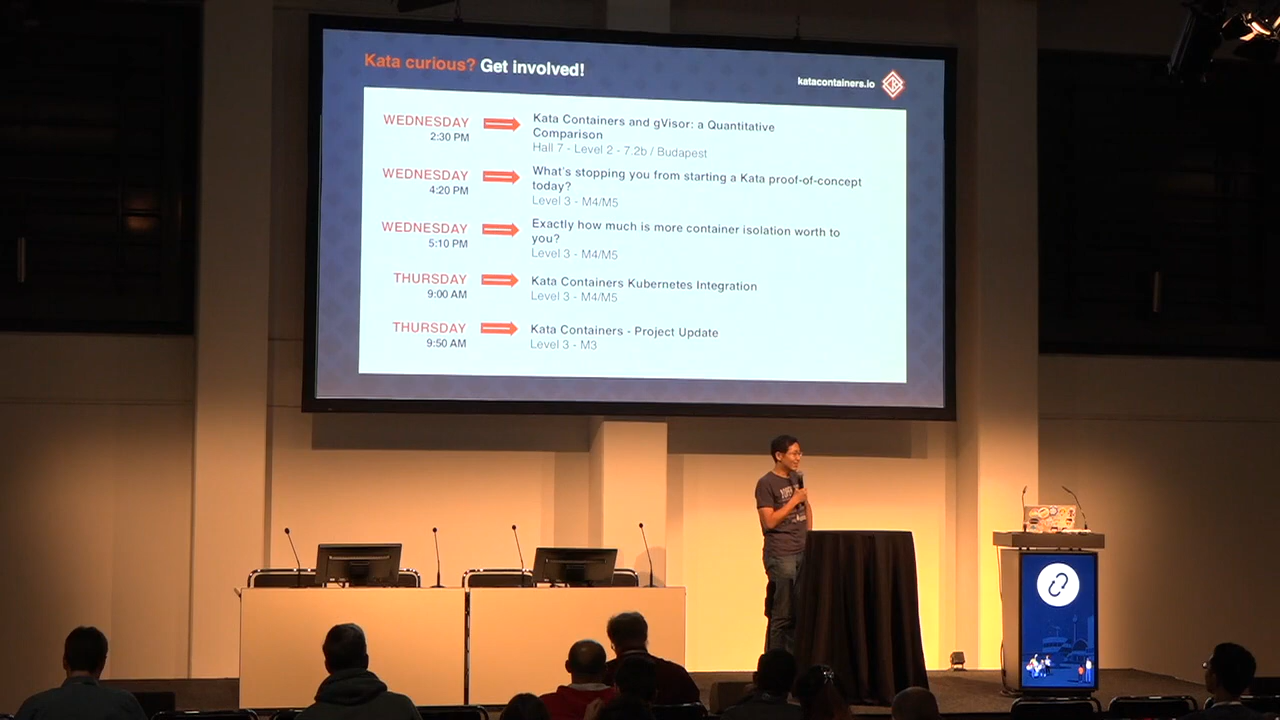 Kata curious? Get involved!
katacontainers.io
WEDNESDAY
2:30 PM
Kata Containers and gVisor: a Quantitative
Comparison
Hall 7 - Level 2 - 7.2b / Budapest
WEDNESDAY
4:20 PM
What's stopping you from starting a Kata proof-of-concept
today?
Level 3 - M4/M5
WEDNESDAY
5:10 PM
Exactly how much is more container isolation worth to
you?
Level 3 - M4/M5
THURSDAY
9:00 AM
Kata Containers Kubernetes Integration
Level 3 - M4/M5
THURSDAY
9:50 AM
Kata Containers - Project Update
Level 3 - M3